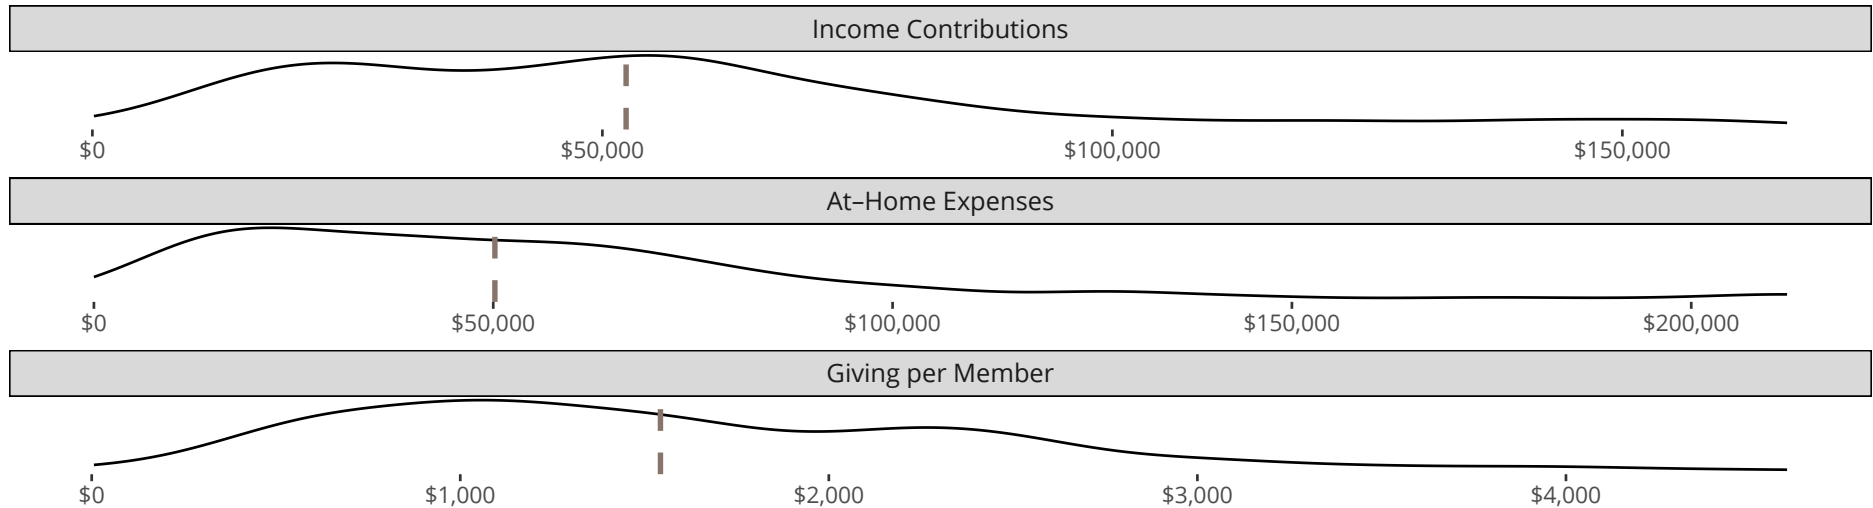 Income Contributions
$0 $50,000 $100,000 $150,000
At–Home Expenses
$0 $50,000 $100,000 $150,000 $200,000
Giving per Member
$0 $1,000 $2,000 $3,000 $4,000